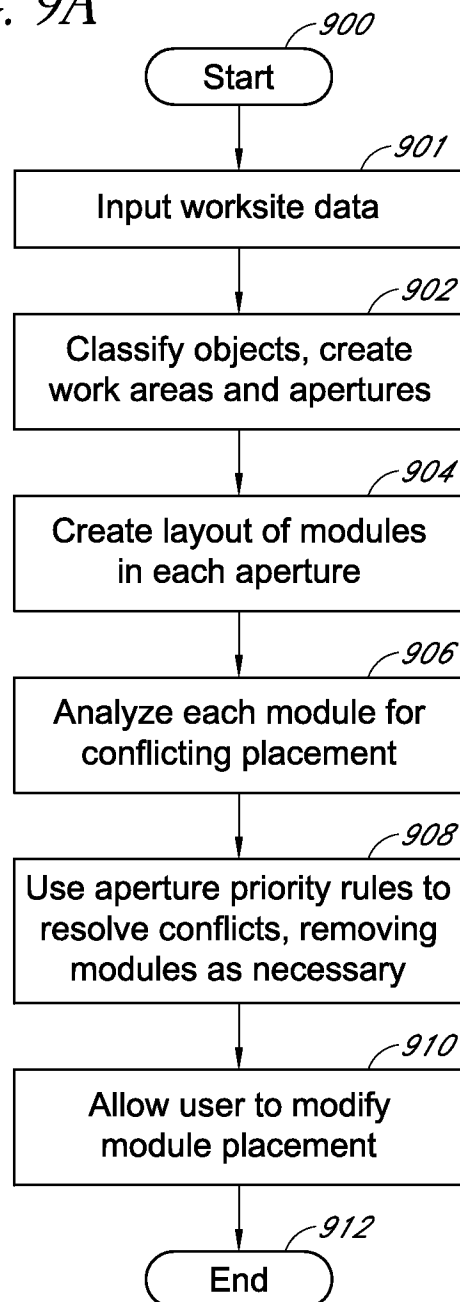 . 9A
900
Start
901
Input worksite data
902
Classify objects, create
work areas and apertures
904
Create layout of modules
in each aperture
906
Analyze each module for
conflicting placement
908
Use aperture priority rules to
resolve conflicts, removing
modules as necessary
910
Allow user to modify
module placement
912
End